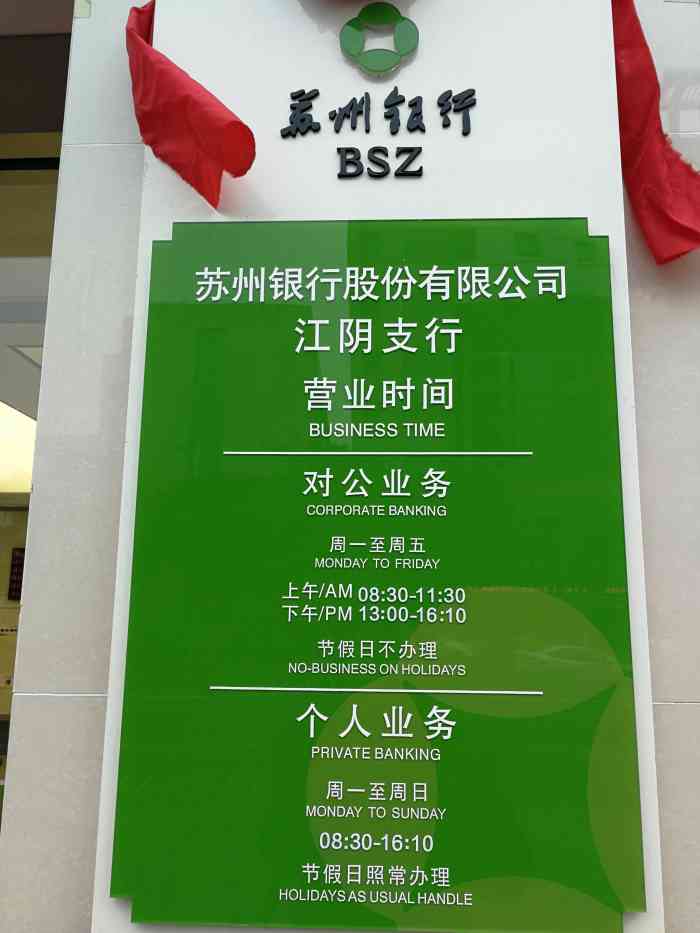 苏州银行
BSZ
苏州银行股份有限公司
江阴支行
营业时间
BUSINESS TIME
对公业务
CORPORATE BANKING
周一至周五
MONDAY TO FRIDAY
上午/AM 08:30-11:30
下午/PM 13:00-16:10
节假日不办理
NO-BUSINESS ON HOLIDAYS
个人业务
PRIVATE BANKING
周一至周日
MONDAY TO SUNDAY
08:30-16:10
节假日照常办理
HOLIDAYS AS USUAL HANDLE